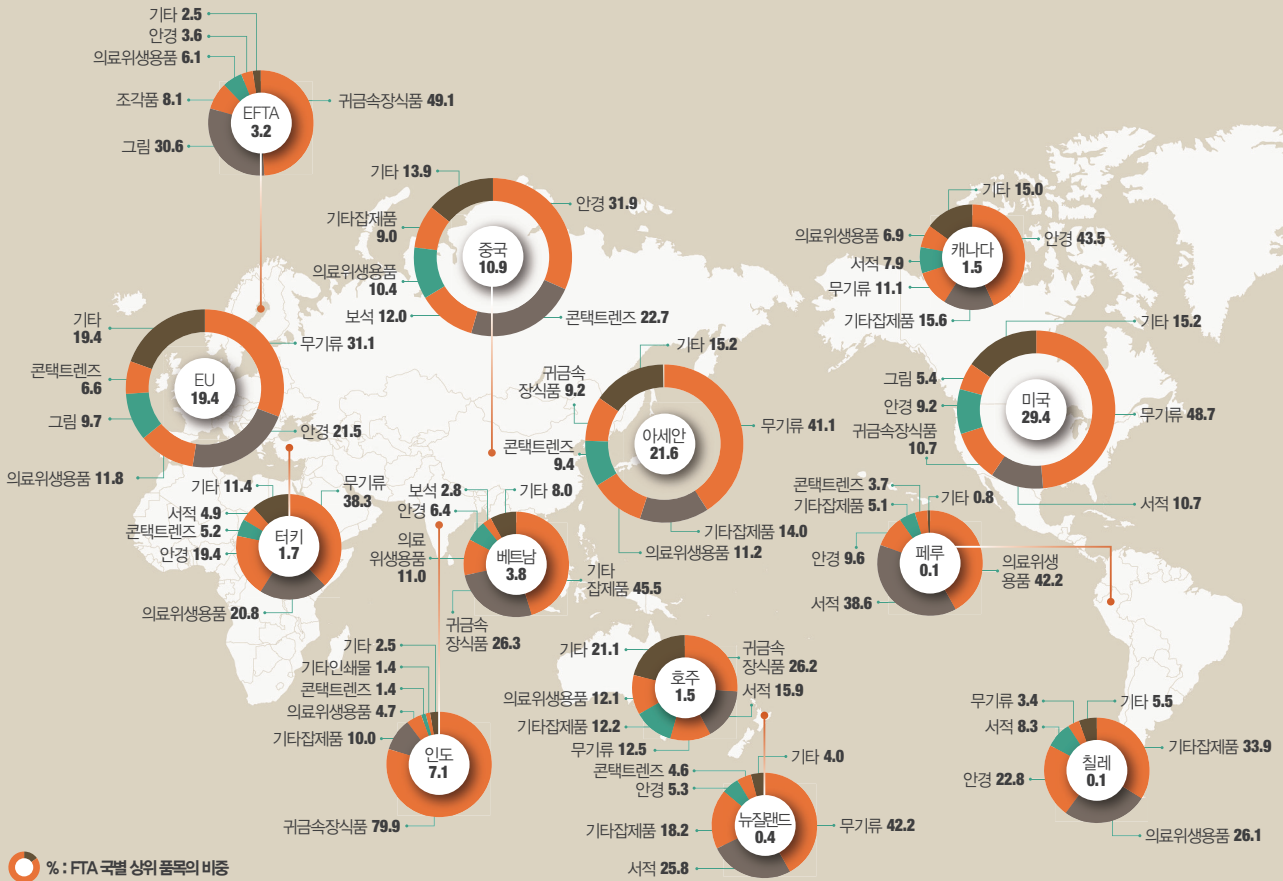 기타 2.5
안경 3.6
의료위생용품 6.1
조각품 8.1
그림 30.6
귀금속장식품 49.1
EFTA
3.2
기타 13.9
기타잡제품
9.0
의료위생용품
10.4
보석 12.0
안경 31.9
콘택트렌즈 22.7
중국
10.9
기타 15.0
의료위생용품 6.9
서적 7.9
무기류 11.1
기타잡제품 15.6
안경 43.5
캐나다
1.5
기타
19.4
콘택트렌즈
6.6
그림 9.7
의료위생용품 11.8
무기류 31.1
안경 21.5
EU
19.4
기타 15.2
귀금속
장식품 9.2
콘택트렌즈
9.4
무기류 41.1
기타잡제품 14.0
의료위생용품 11.2
아세안
21.6
기타 15.2
그림 5.4
안경 9.2
귀금속장식품
10.7
무기류 48.7
서적 10.7
미국
29.4
기타 11.4
서적 4.9
콘택트렌즈 5.2
안경 19.4
의료위생용품 20.8
무기류
38.3
터키
1.7
보석 2.8
안경 6.4
의료
위생용품
11.0
귀금속
장식품 26.3
기타 8.0
기타
잡제품 45.5
베트남
3.8
콘택트렌즈 3.7
기타잡제품 5.1
안경 9.6
서적 38.6
기타 0.8
의료위생
용품 42.2
페루
0.1
기타 2.5
기타인쇄물 1.4
콘택트렌즈 1.4
의료위생용품 4.7
기타잡제품 10.0
귀금속장식품 79.9
인도
7.1
기타 21.1
의료위생용품 12.1
기타잡제품 12.2
무기류 12.5
귀금속
장식품 26.2
서적 15.9
호주
1.5
콘택트렌즈 4.6
안경 5.3
기타잡제품 18.2
서적 25.8
기타 4.0
무기류 42.2
뉴질랜드
0.4
무기류 3.4
서적 8.3
안경 22.8
기타 5.5
기타잡제품 33.9
의료위생용품 26.1
칠레
0.1
% : FTA 국별 상위 품목의 비중